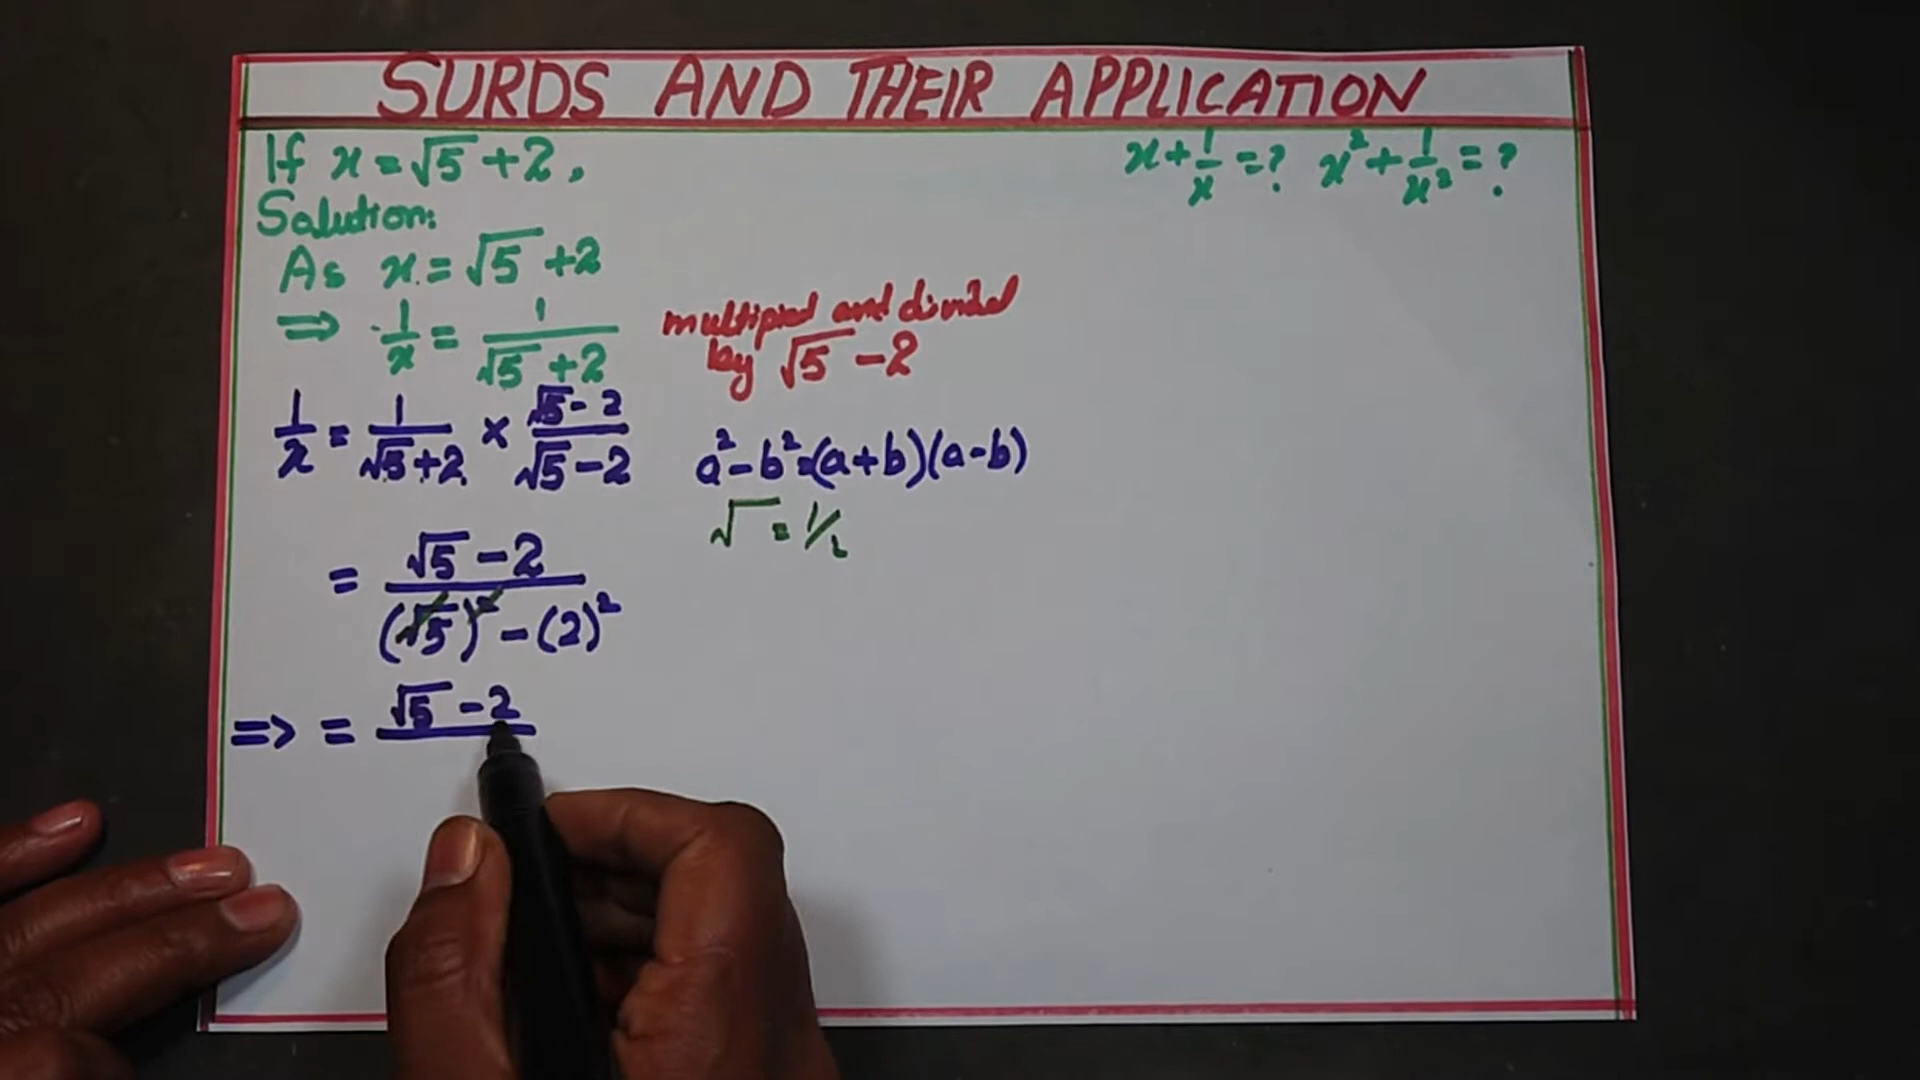 SURDS AND THEIR APPLICATION
If x = √5 + 2, x + 1/x = ? x² + 1/x² = ?
Solution:
As x = √5 + 2
⇒ 1/x = 1/(√5 + 2)
multiplied and divided
by √5 - 2
1/x = 1/(√5 + 2) × (√5 - 2)/(√5 - 2)
a² - b² = (a + b)(a - b)
√ = 1/2
= (√5 - 2)/((√5)² - (2)²)
=> = √5 - 2